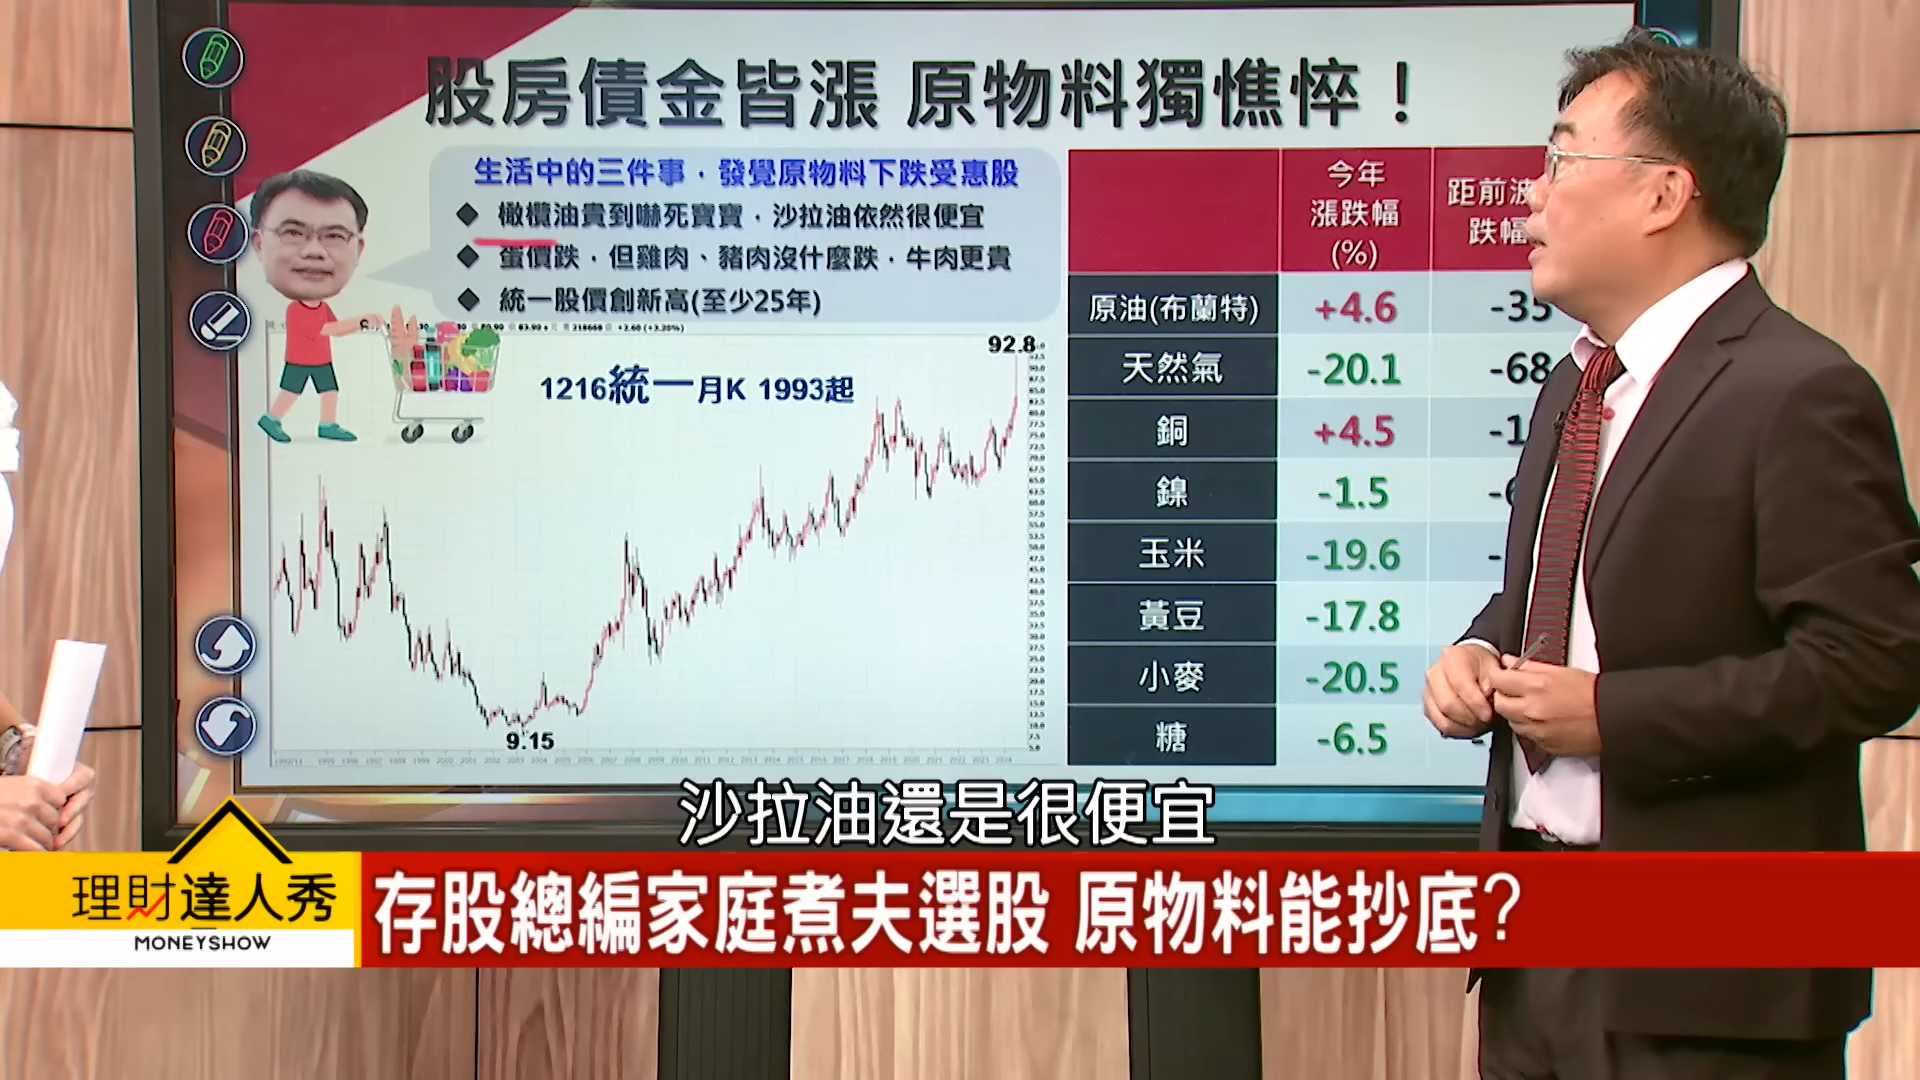 股房債金皆漲 原物料獨憔悴！
生活中的三件事，發覺原物料下跌受惠股
◆ 橄欖油貴到嚇死寶寶，沙拉油依然很便宜
◆ 蛋價跌，但雞肉、豬肉沒什麼跌，牛肉更貴
◆ 統一股價創新高(至少25年)
92.8
1216統一月K 1993起
9.15
今年漲跌幅(%) 距前波跌幅
原油(布蘭特) +4.6 -35
天然氣 -20.1 -68
銅 +4.5 -1
鎳 -1.5
玉米 -19.6 -
黃豆 -17.8
小麥 -20.5
糖 -6.5
沙拉油還是很便宜
理財達人秀
MONEYSHOW
存股總編家庭煮夫選股 原物料能抄底?